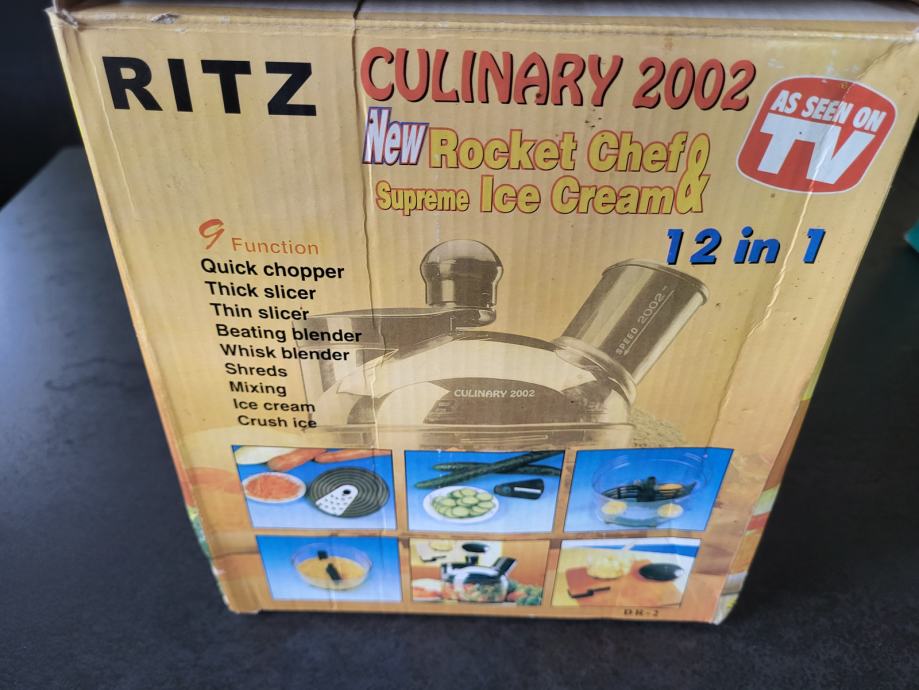 RITZ
CULINARY 2002
AS SEEN ON
TV
New Rocket Chef &
Supreme Ice Cream
12 in 1
9 Function
Quick chopper
Thick slicer
Thin slicer
Beating blender
Whisk blender
Shreds
Mixing
Ice cream
Crush ice
SPEED 2002
CULINARY 2002
DR-2